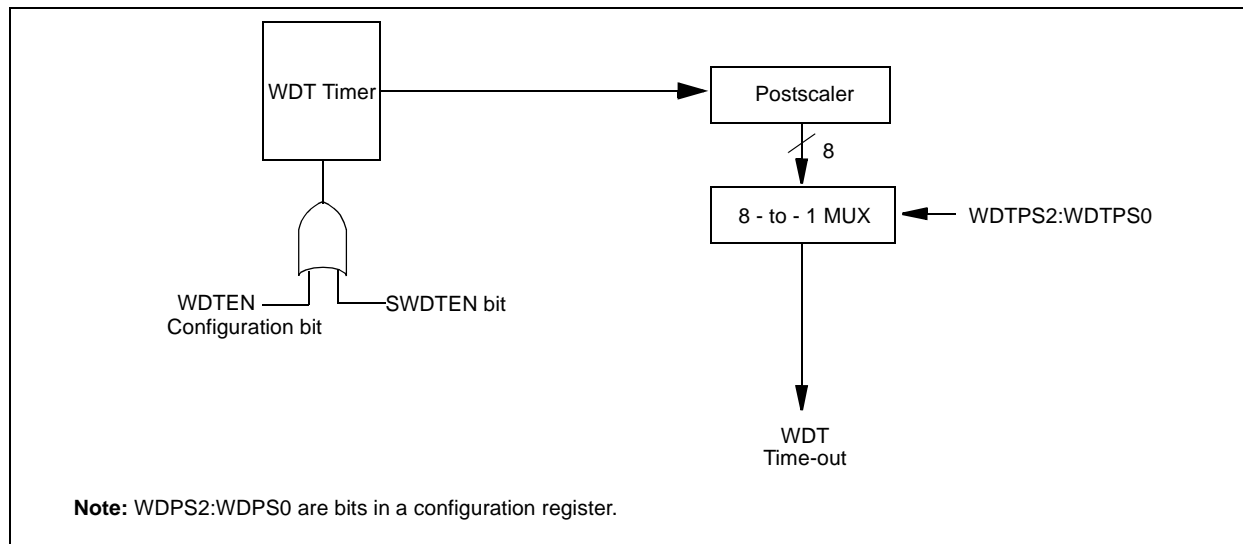 WDT Timer
Postscaler
8
8 - to - 1 MUX
WDTPS2:WDTPS0
WDTEN
Configuration bit
SWDTEN bit
WDT
Time-out
Note: WDPS2:WDPS0 are bits in a configuration register.